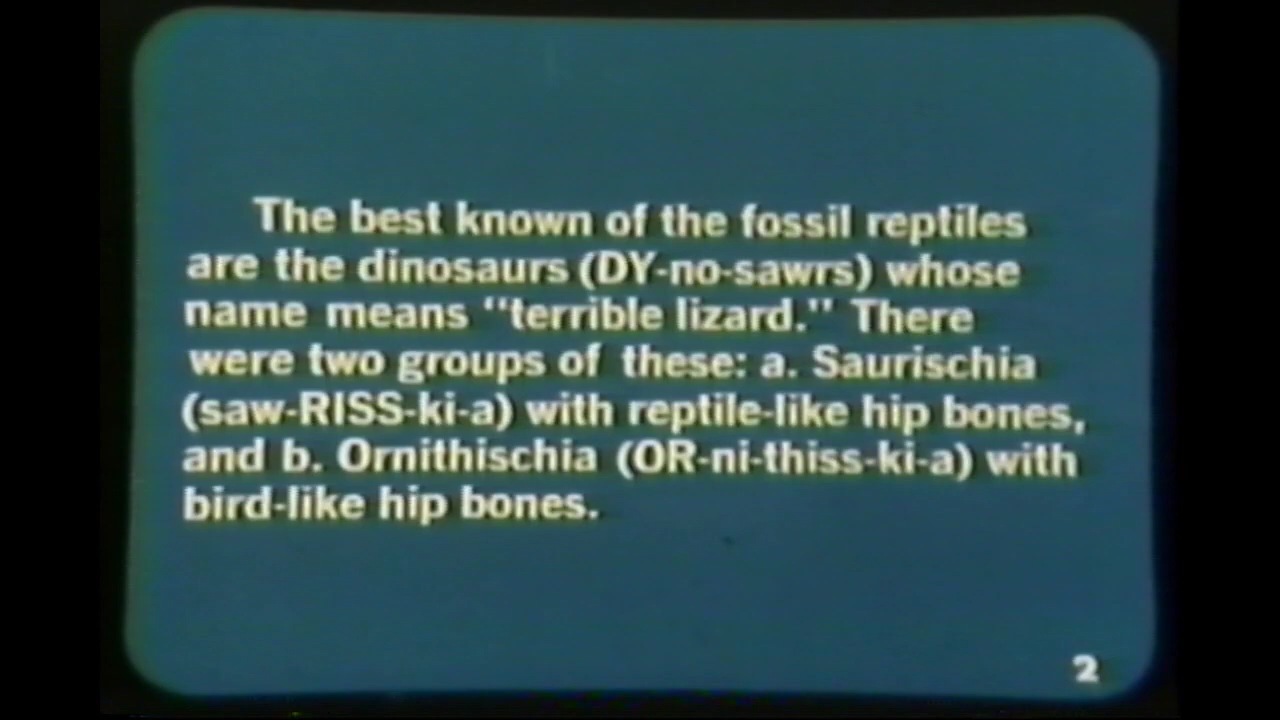 The best known of the fossil reptiles
are the dinosaurs (DY-no-sawrs) whose
name means "terrible lizard." There
were two groups of these: a. Saurischia
(saw-RISS-ki-a) with reptile-like hip bones,
and b. Ornithischia (OR-ni-thiss-ki-a) with
bird-like hip bones.
2